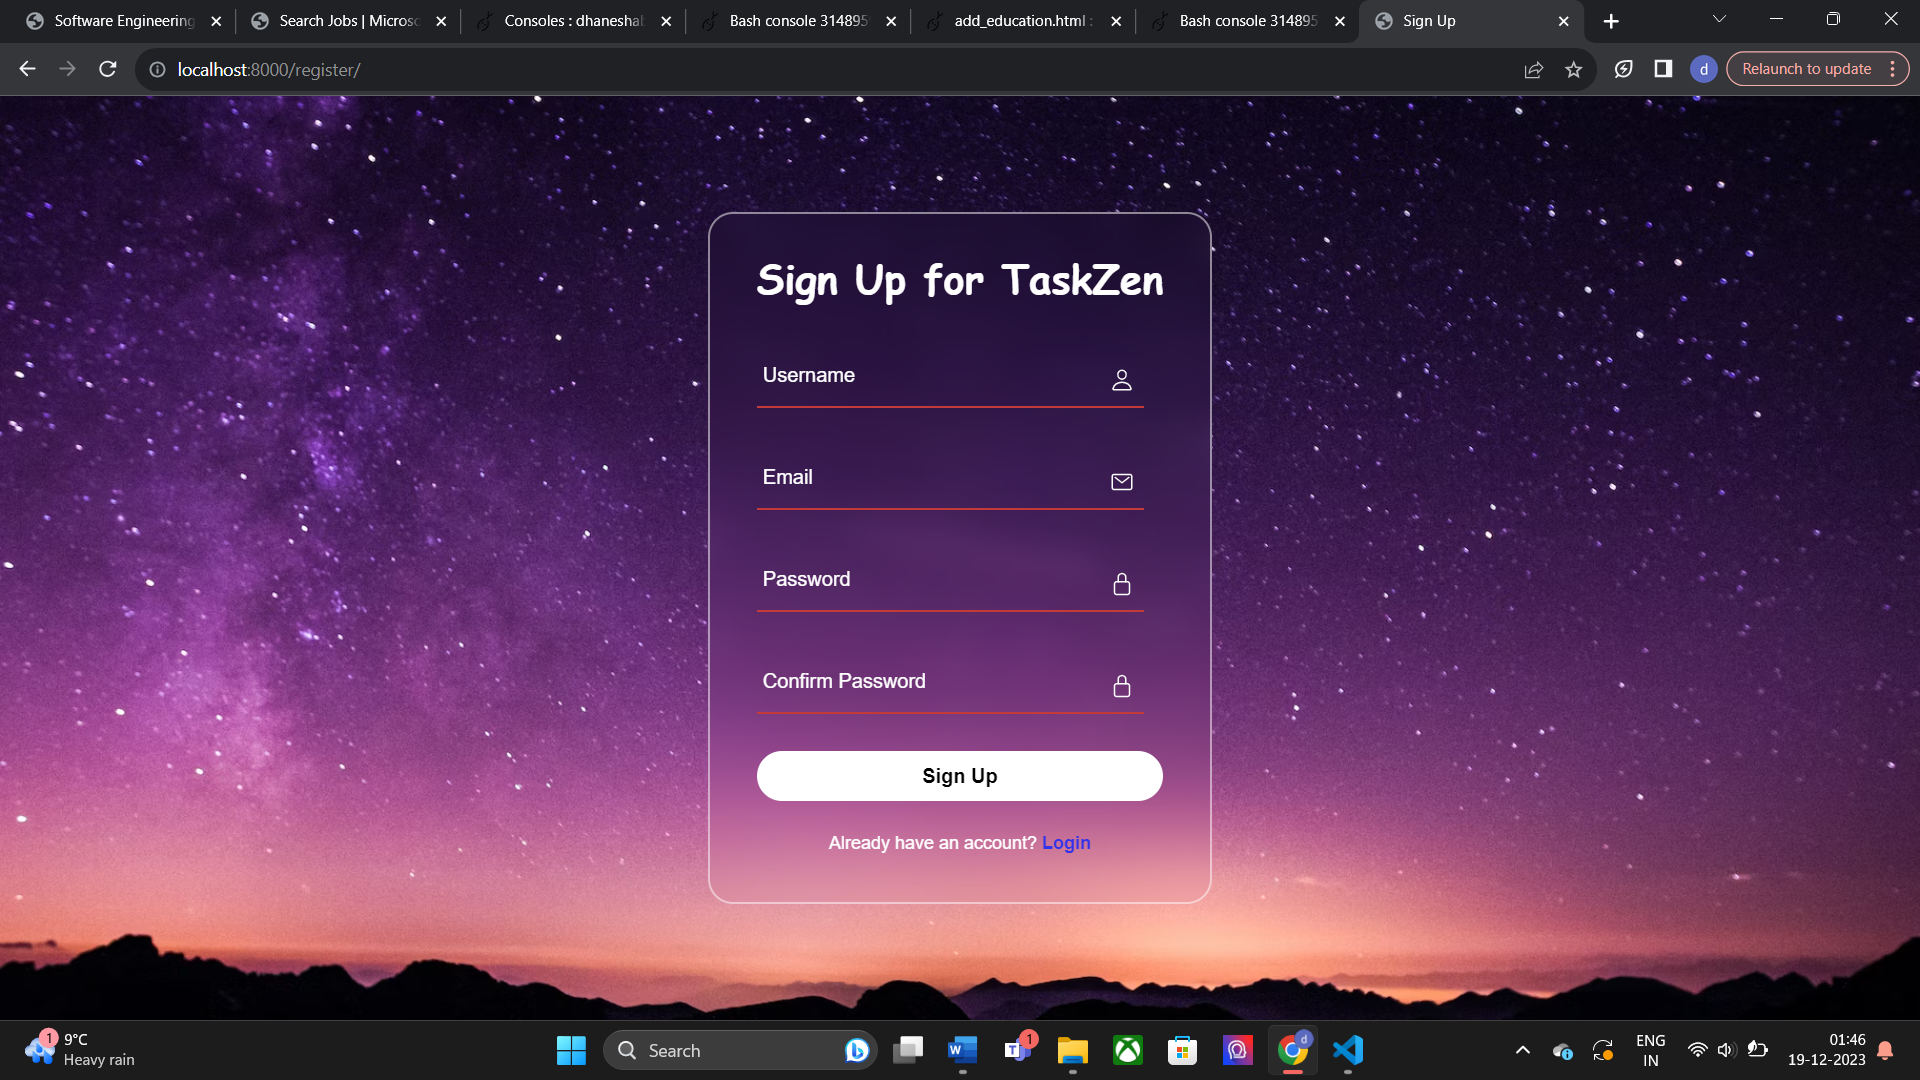 Software Engineering
Search Jobs | Microso
Consoles : dhanesha
Bash console 314895
add_education.html :
Bash console 314895
Sign Up
localhost:8000/register/
d
Relaunch to update
Sign Up for TaskZen
Username
Email
Password
Confirm Password
Sign Up
Already have an account? Login
1
9°C
Heavy rain
Search
1
d
ENG
IN
01:46
19-12-2023